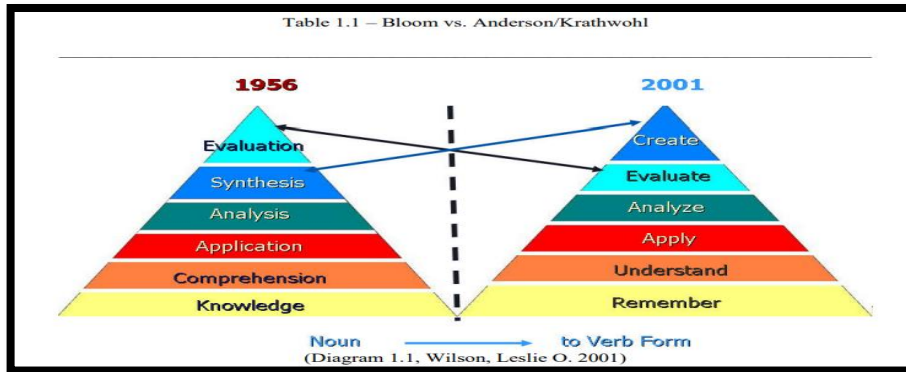 Table 1.1 – Bloom vs. Anderson/Krathwohl
1956
2001
Evaluation
Synthesis
Analysis
Application
Comprehension
Knowledge
Create
Evaluate
Analyze
Apply
Understand
Remember
Noun to Verb Form
(Diagram 1.1, Wilson, Leslie O. 2001)